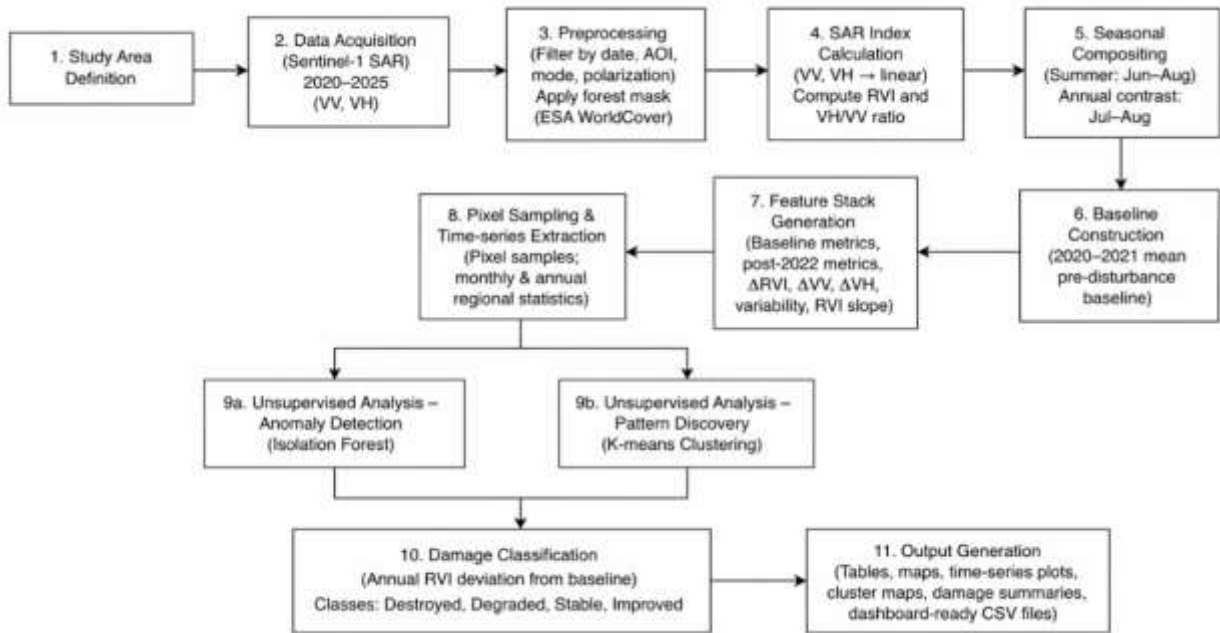 1. Study Area
Definition
2. Data Acquisition
(Sentinel-1 SAR)
2020–2025
(VV, VH)
3. Preprocessing
(Filter by date, AOI,
mode, polarization)
Apply forest mask
(ESA WorldCover)
4. SAR Index
Calculation
(VV, VH → linear)
Compute RVI and
VH/VV ratio
5. Seasonal
Compositing
(Summer: Jun–Aug)
Annual contrast:
Jul–Aug
6. Baseline
Construction
(2020–2021 mean
pre-disturbance
baseline)
7. Feature Stack
Generation
(Baseline metrics,
post-2022 metrics,
ΔRVI, ΔVV, ΔVH,
variability, RVI slope)
8. Pixel Sampling &
Time-series Extraction
(Pixel samples;
monthly & annual
regional statistics)
9a. Unsupervised Analysis –
Anomaly Detection
(Isolation Forest)
9b. Unsupervised Analysis –
Pattern Discovery
(K-means Clustering)
10. Damage Classification
(Annual RVI deviation from baseline)
Classes: Destroyed, Degraded, Stable, Improved
11. Output Generation
(Tables, maps, time-series plots,
cluster maps, damage summaries,
dashboard-ready CSV files)